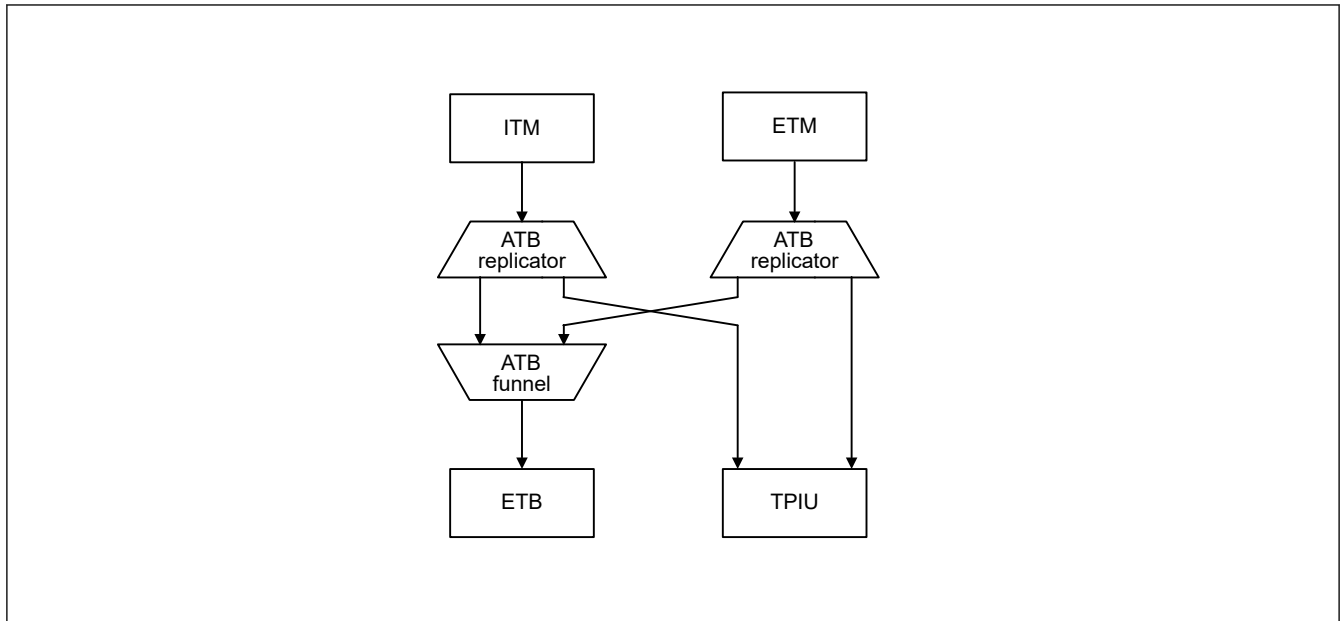 ITM
ETM
ATB
replicator
ATB
replicator
ATB
funnel
ETB
TPIU